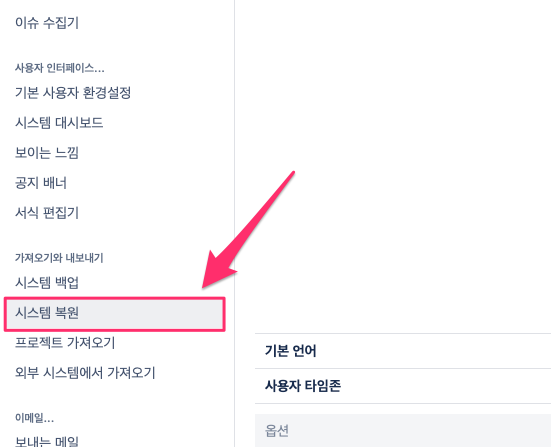 이슈 수집기
사용자 인터페이스...
기본 사용자 환경설정
시스템 대시보드
보이는 느낌
공지 배너
서식 편집기
가져오기와 내보내기
시스템 백업
시스템 복원
프로젝트 가져오기
외부 시스템에서 가져오기
이메일...
보내는 메일
기본 언어
사용자 타임존
옵션